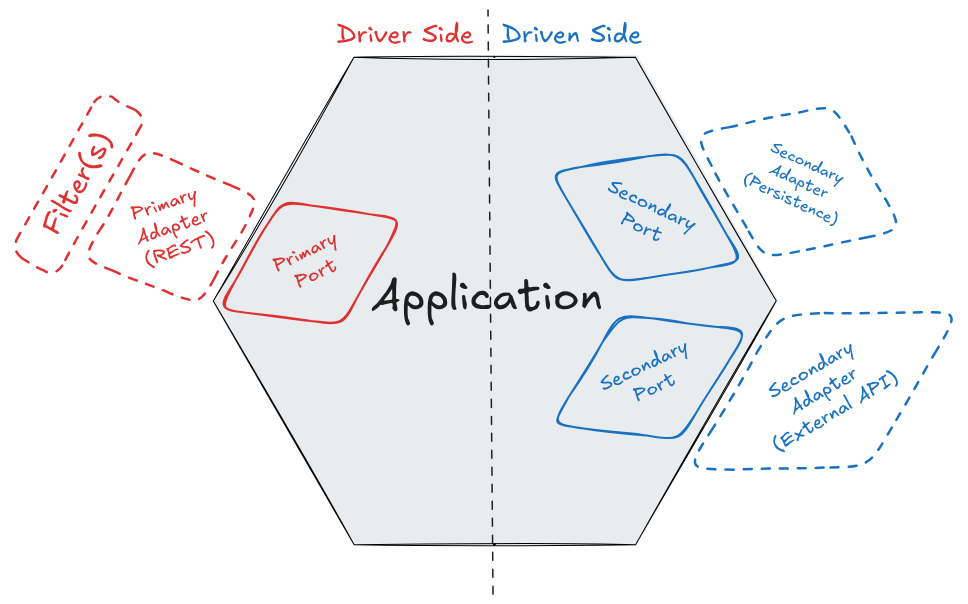 Driver Side
Driven Side
Filter(s)
Primary
Adapter
(REST)
Primary
Port
Application
Secondary
Port
Secondary
Adapter
(Persistence)
Secondary
Port
Secondary
Adapter
(External API)